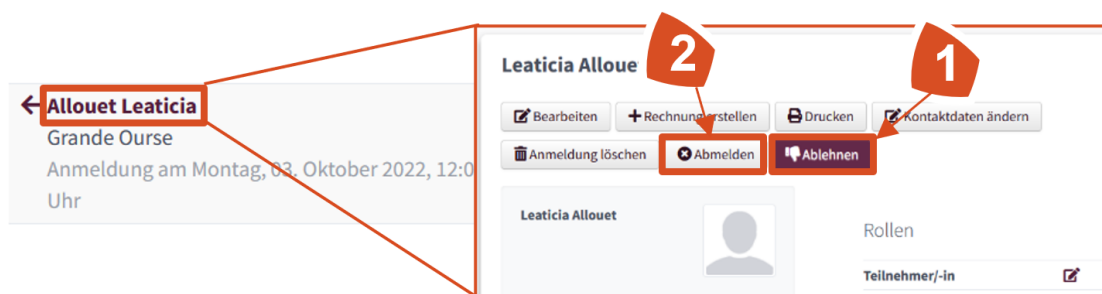 Allouet Leaticia
Grande Ourse
Anmeldung am Montag, 03. Oktober 2022, 12:0
Uhr
Leaticia Alloue
2
1
Bearbeiten
Rechnung erstellen
Drucken
Kontaktdaten ändern
Anmeldung löschen
Abmelden
Ablehnen
Leaticia Allouet
Rollen
Teilnehmer/-in